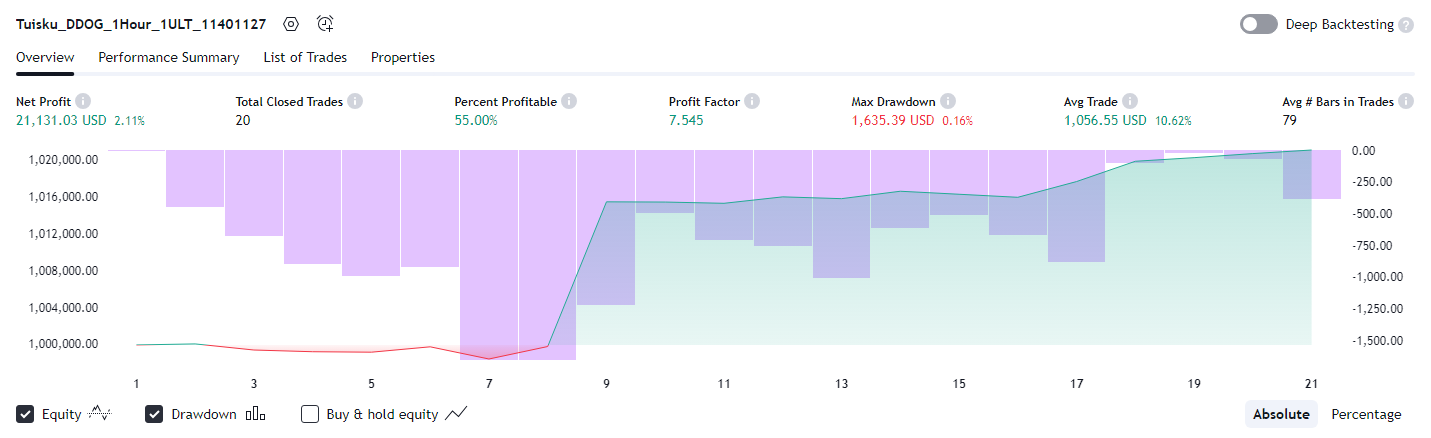 Tuisku_DDOG_1Hour_1ULT_11401127
Deep Backtesting ?
Overview Performance Summary List of Trades Properties
Net Profit Total Closed Trades Percent Profitable Profit Factor Max Drawdown Avg Trade Avg # Bars in Trades
21,131.03 USD 2.11% 20 55.00% 7.545 1,635.39 USD 0.16% 1,056.55 USD 10.62% 79
1,020,000.00
1,016,000.00
1,012,000.00
1,008,000.00
1,004,000.00
1,000,000.00
0.00
-250.00
-500.00
-750.00
-1,000.00
-1,250.00
-1,500.00
1 3 5 7 9 11 13 15 17 19 21
Equity Drawdown Buy & hold equity Absolute Percentage